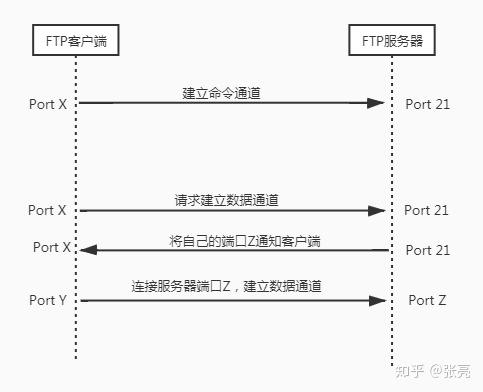 FTP客户端 FTP服务器
建立命令通道
Port X Port 21
请求建立数据通道
Port X Port 21
将自己的端口Z通知客户端
Port X Port 21
连接服务器端口Z，建立数据通道
Port Y Port Z
知乎 @张亮